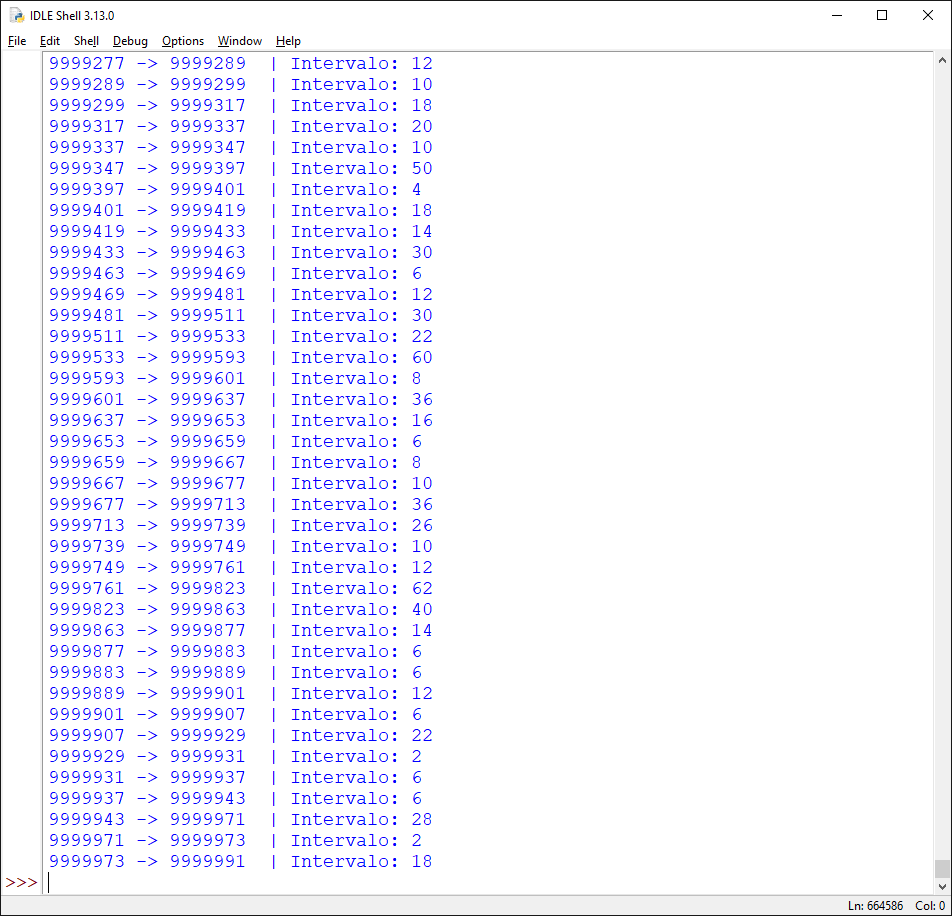 IDLE Shell 3.13.0
File Edit Shell Debug Options Window Help
9999277 -> 9999289  | Intervalo: 12
9999289 -> 9999299  | Intervalo: 10
9999299 -> 9999317  | Intervalo: 18
9999317 -> 9999337  | Intervalo: 20
9999337 -> 9999347  | Intervalo: 10
9999347 -> 9999397  | Intervalo: 50
9999397 -> 9999401  | Intervalo: 4
9999401 -> 9999419  | Intervalo: 18
9999419 -> 9999433  | Intervalo: 14
9999433 -> 9999463  | Intervalo: 30
9999463 -> 9999469  | Intervalo: 6
9999469 -> 9999481  | Intervalo: 12
9999481 -> 9999511  | Intervalo: 30
9999511 -> 9999533  | Intervalo: 22
9999533 -> 9999593  | Intervalo: 60
9999593 -> 9999601  | Intervalo: 8
9999601 -> 9999637  | Intervalo: 36
9999637 -> 9999653  | Intervalo: 16
9999653 -> 9999659  | Intervalo: 6
9999659 -> 9999667  | Intervalo: 8
9999667 -> 9999677  | Intervalo: 10
9999677 -> 9999713  | Intervalo: 36
9999713 -> 9999739  | Intervalo: 26
9999739 -> 9999749  | Intervalo: 10
9999749 -> 9999761  | Intervalo: 12
9999761 -> 9999823  | Intervalo: 62
9999823 -> 9999863  | Intervalo: 40
9999863 -> 9999877  | Intervalo: 14
9999877 -> 9999883  | Intervalo: 6
9999883 -> 9999889  | Intervalo: 6
9999889 -> 9999901  | Intervalo: 12
9999901 -> 9999907  | Intervalo: 6
9999907 -> 9999929  | Intervalo: 22
9999929 -> 9999931  | Intervalo: 2
9999931 -> 9999937  | Intervalo: 6
9999937 -> 9999943  | Intervalo: 6
9999943 -> 9999971  | Intervalo: 28
9999971 -> 9999973  | Intervalo: 2
9999973 -> 9999991  | Intervalo: 18
>>>
Ln: 664586 Col: 0